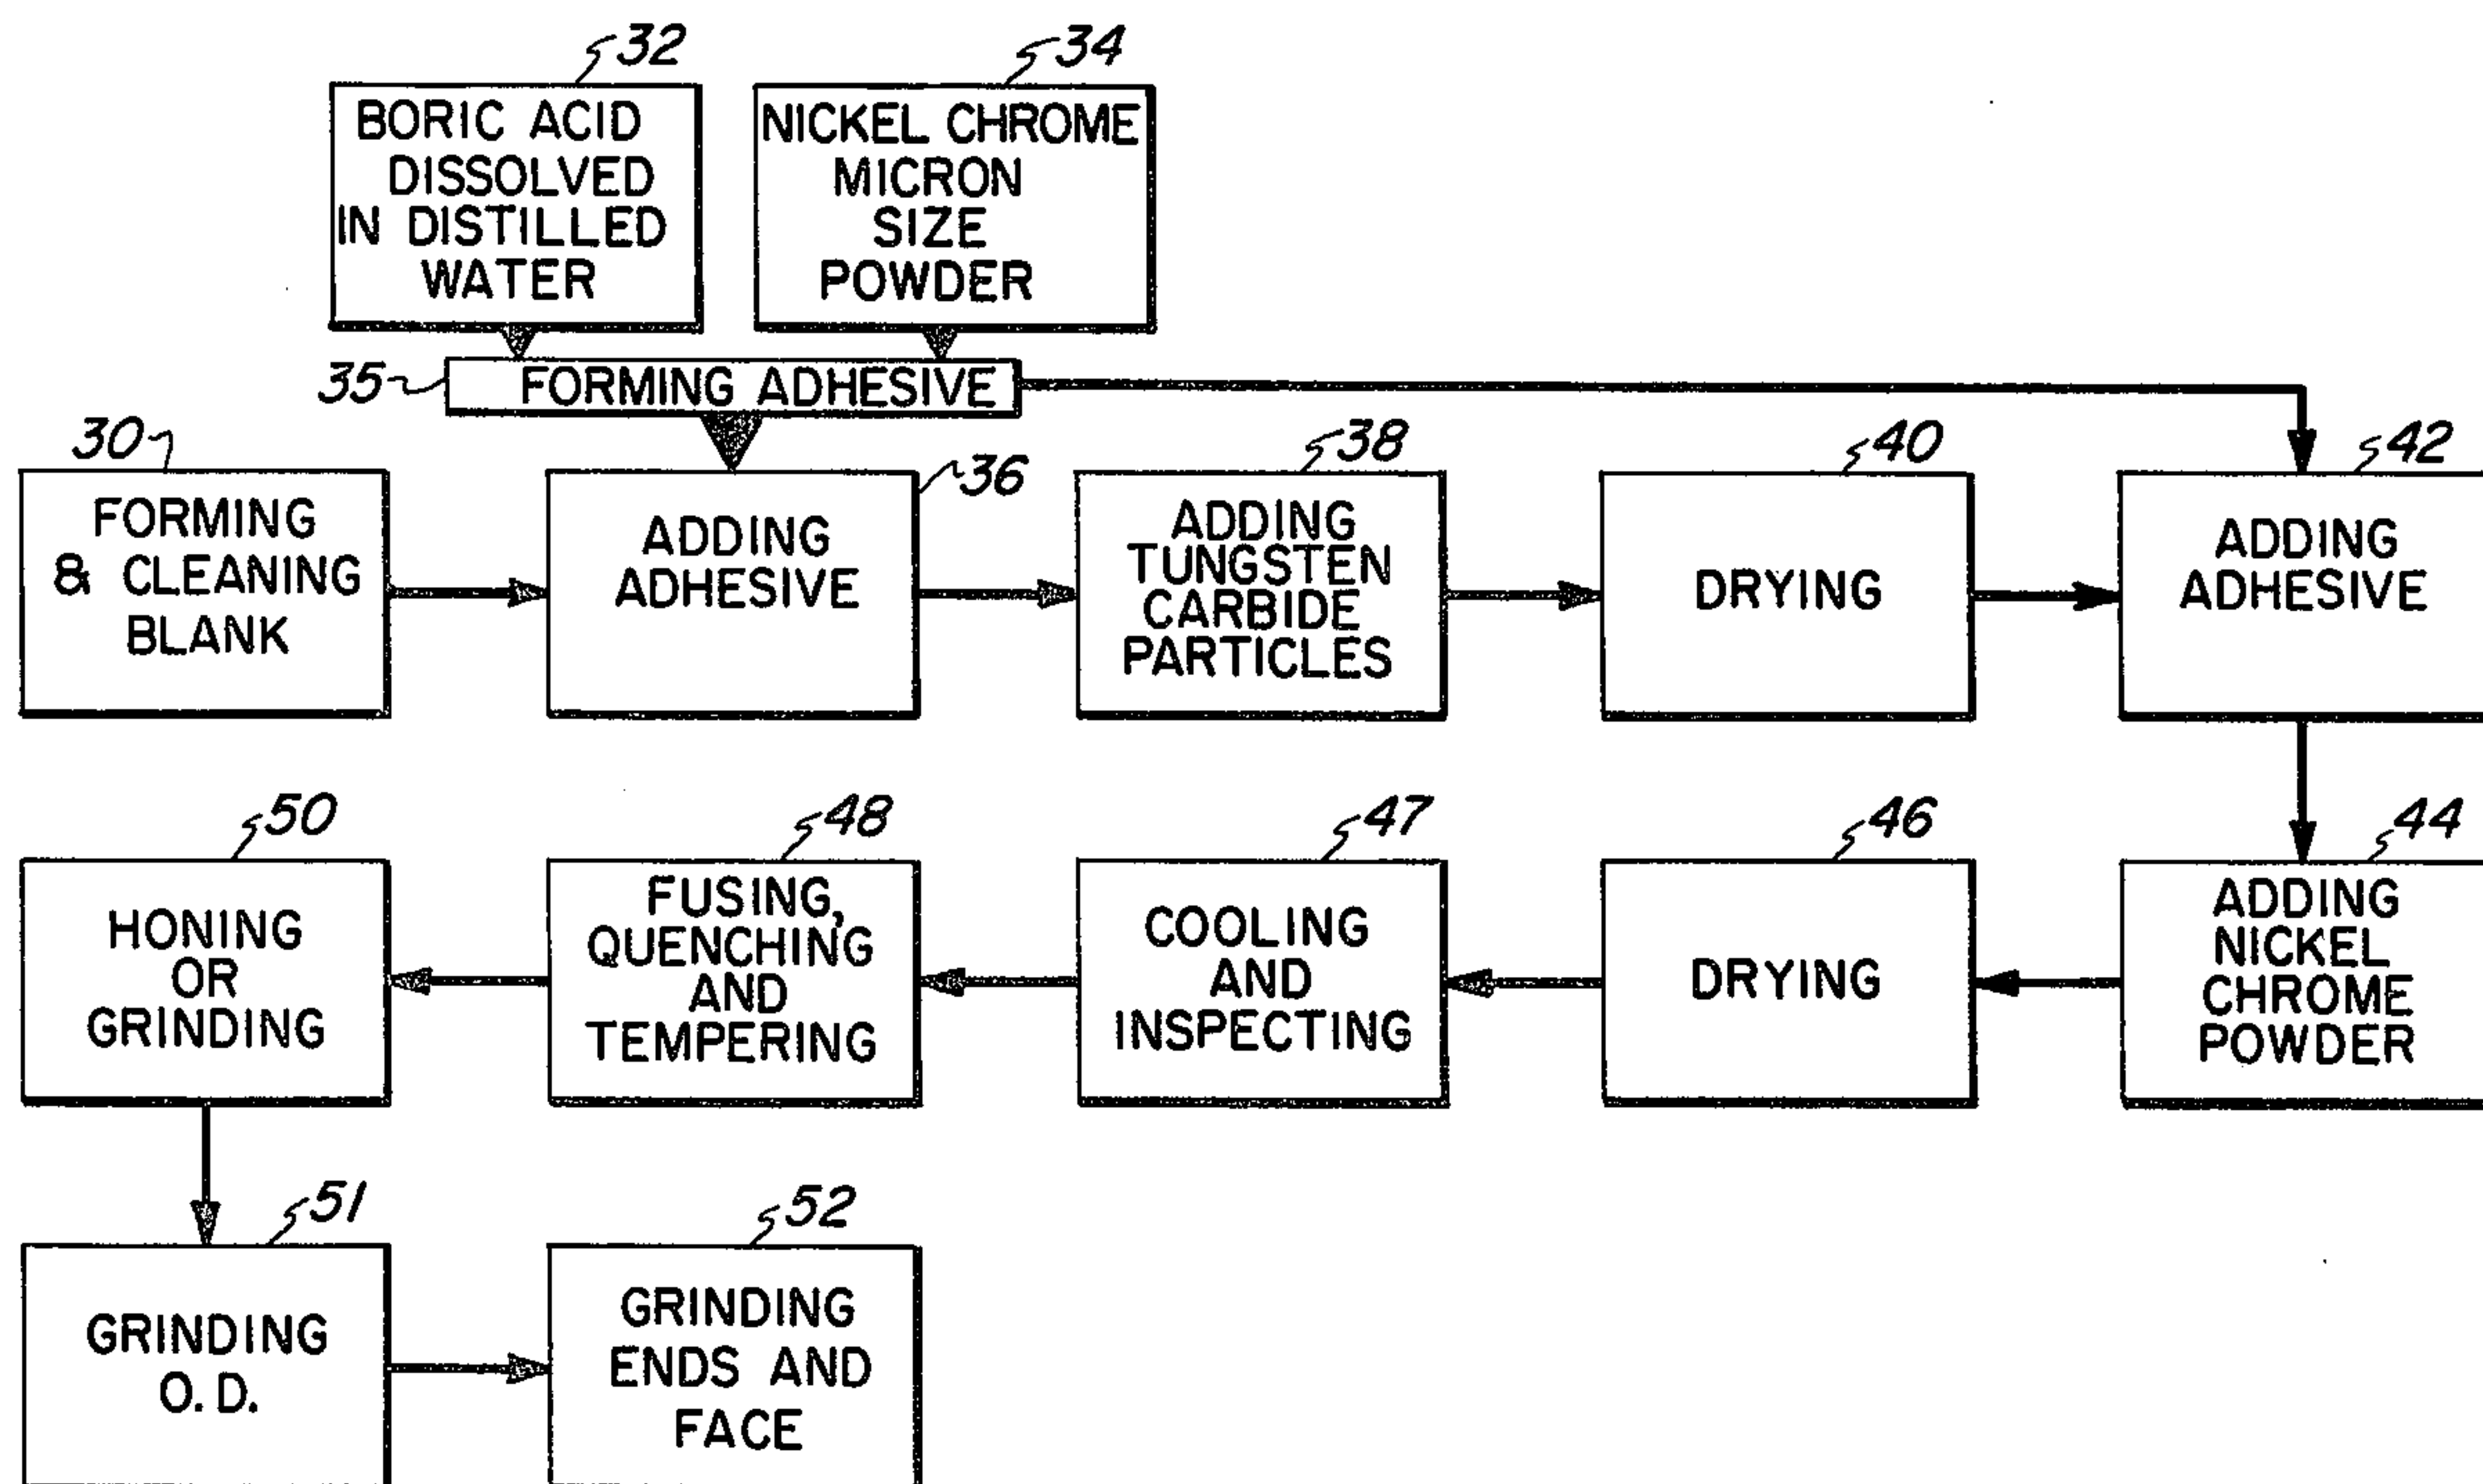 32
34
BORIC ACID
DISSOLVED
IN DISTILLED
WATER
NICKEL CHROME
MICRON
SIZE
POWDER
35
FORMING ADHESIVE
30
FORMING
& CLEANING
BLANK
36
ADDING
ADHESIVE
38
ADDING
TUNGSTEN
CARBIDE
PARTICLES
40
DRYING
42
ADDING
ADHESIVE
50
HONING
OR
GRINDING
48
FUSING,
QUENCHING
AND
TEMPERING
47
COOLING
AND
INSPECTING
46
DRYING
44
ADDING
NICKEL
CHROME
POWDER
51
GRINDING
O.D.
52
GRINDING
ENDS AND
FACE